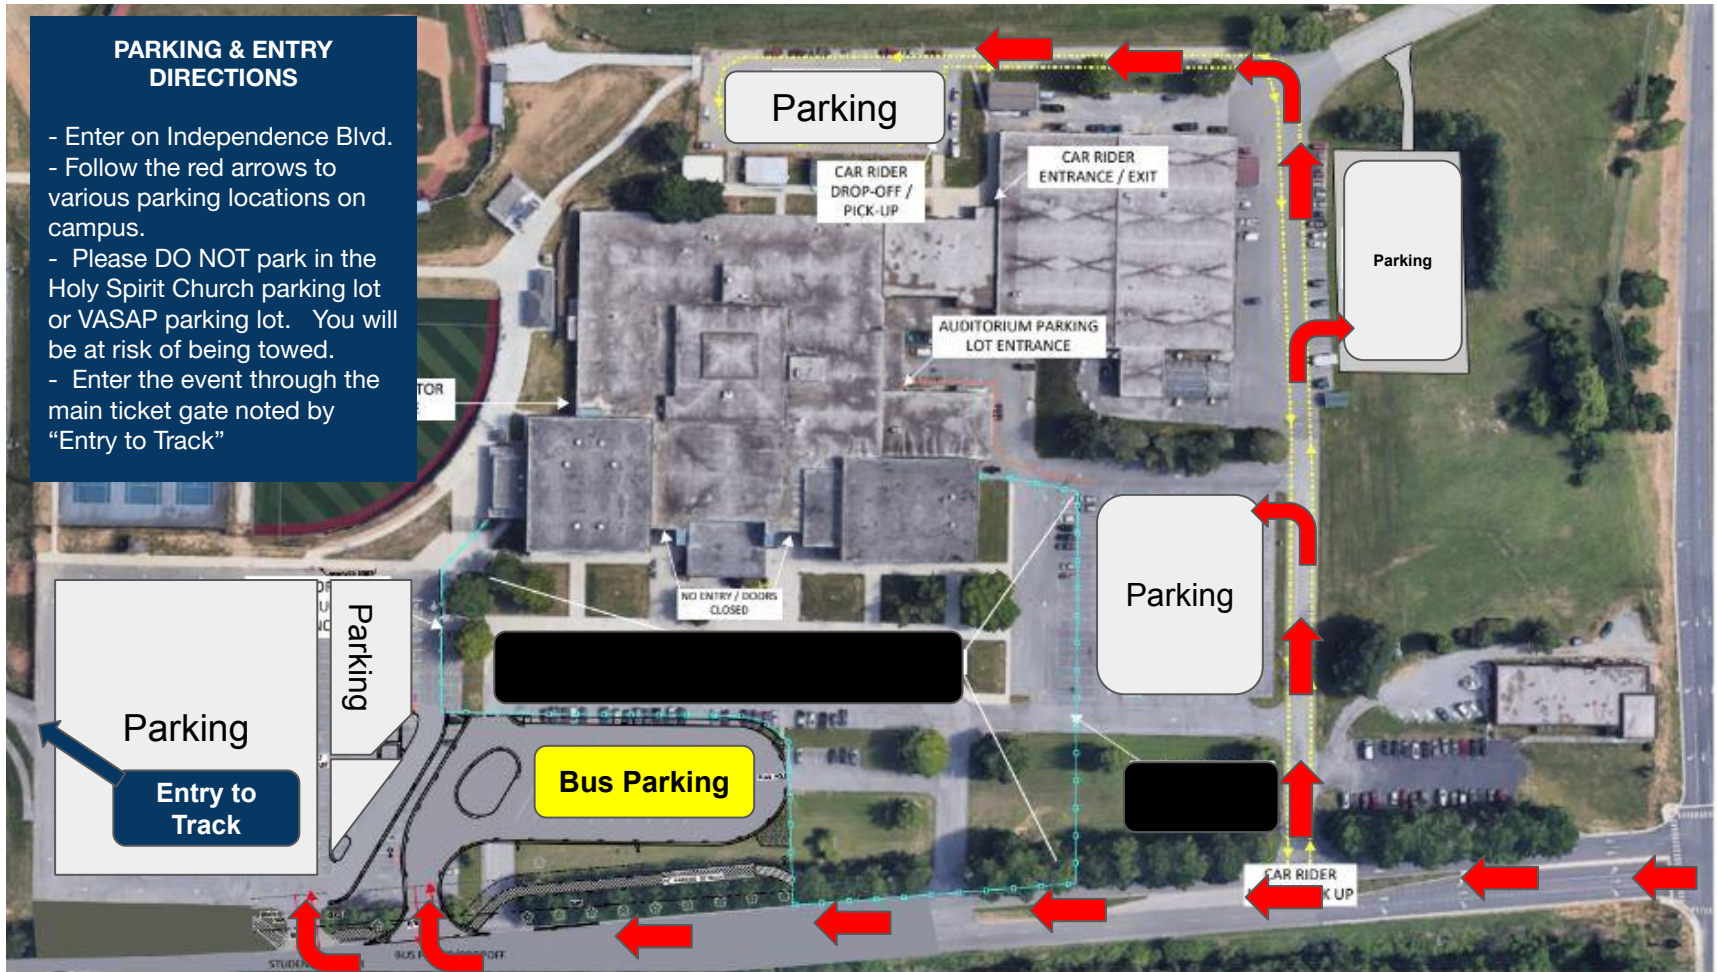 PARKING & ENTRY
DIRECTIONS
- Enter on Independence Blvd.
- Follow the red arrows to
various parking locations on
campus.
- Please DO NOT park in the
Holy Spirit Church parking lot
or VASAP parking lot. You will
be at risk of being towed.
- Enter the event through the
main ticket gate noted by
“Entry to Track”
Parking
CAR RIDER
DROP-OFF /
PICK-UP
CAR RIDER
ENTRANCE / EXIT
Parking
AUDITORIUM PARKING
LOT ENTRANCE
TOR
NO ENTRY / DOORS
CLOSED
Parking
Parking
Parking
Entry to
Track
Bus Parking
CAR RIDER
UP